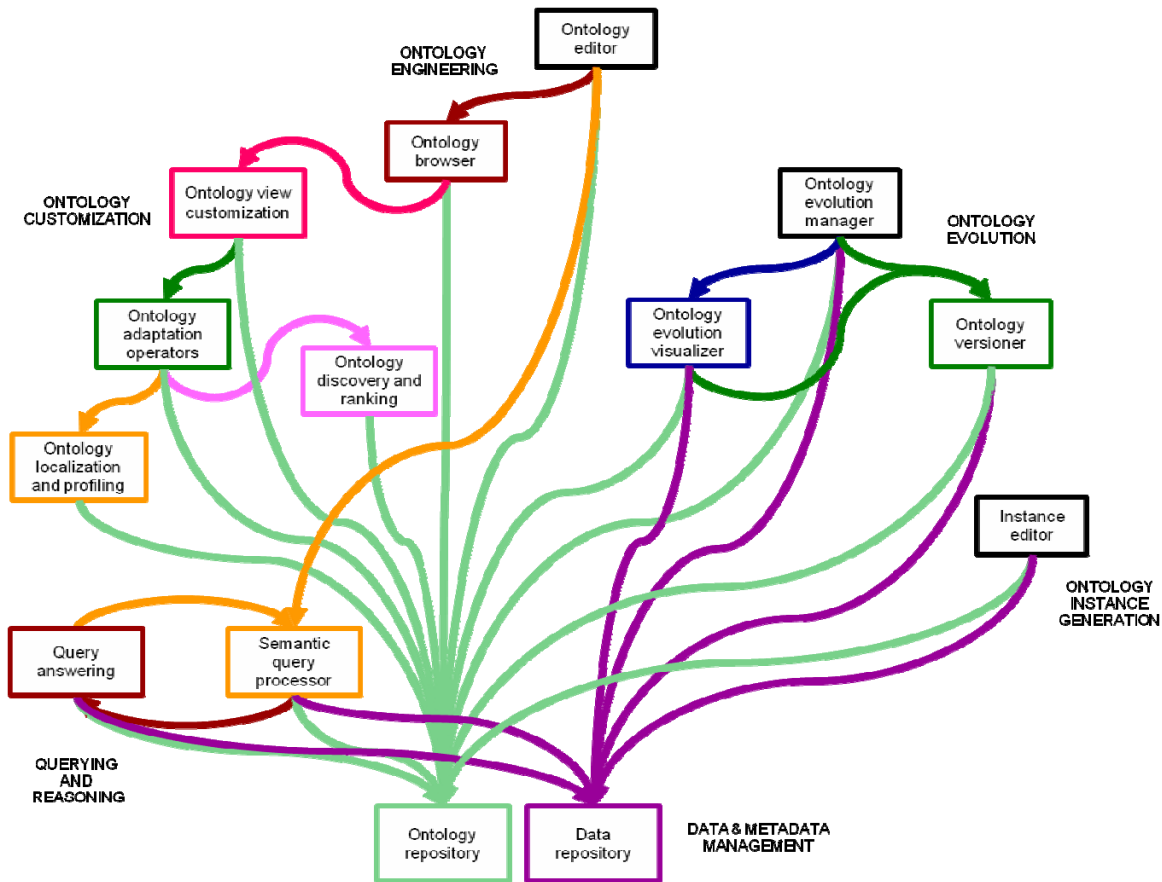 Ontology
editor
ONTOLOGY
ENGINEERING
Ontology
browser
Ontology view
customization
ONTOLOGY
CUSTOMIZATION
Ontology
evolution
manager
ONTOLOGY
EVOLUTION
Ontology
adaptation
operators
Ontology
discovery and
ranking
Ontology
evolution
visualizer
Ontology
versioner
Ontology
localization
and profiling
Instance
editor
ONTOLOGY
INSTANCE
GENERATION
Query
answering
Semantic
query
processor
QUERYING
AND
REASONING
Ontology
repository
Data
repository
DATA & METADATA
MANAGEMENT